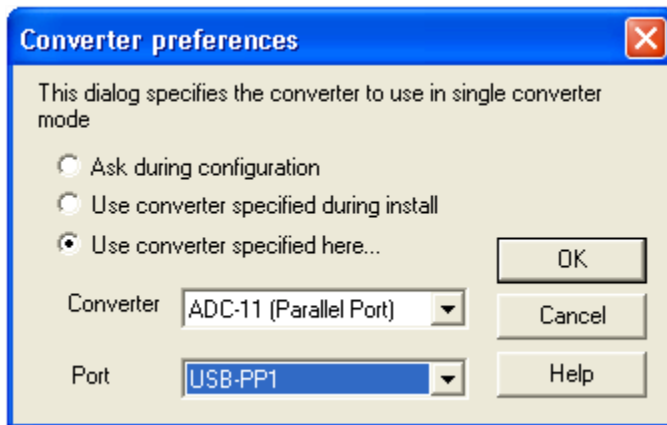 Converter preferences
This dialog specifies the converter to use in single converter
mode
Ask during configuration
Use converter specified during install
Use converter specified here...
OK
Converter ADC-11 (Parallel Port)
Cancel
Port USB-PP1
Help